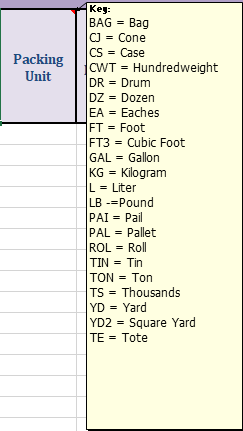 Packing
Unit
Key:
BAG = Bag
CJ = Cone
CS = Case
CWT = Hundredweight
DR = Drum
DZ = Dozen
EA = Eaches
FT = Foot
FT3 = Cubic Foot
GAL = Gallon
KG = Kilogram
L = Liter
LB -=Pound
PAI = Pail
PAL = Pallet
ROL = Roll
TIN = Tin
TON = Ton
TS = Thousands
YD = Yard
YD2 = Square Yard
TE = Tote